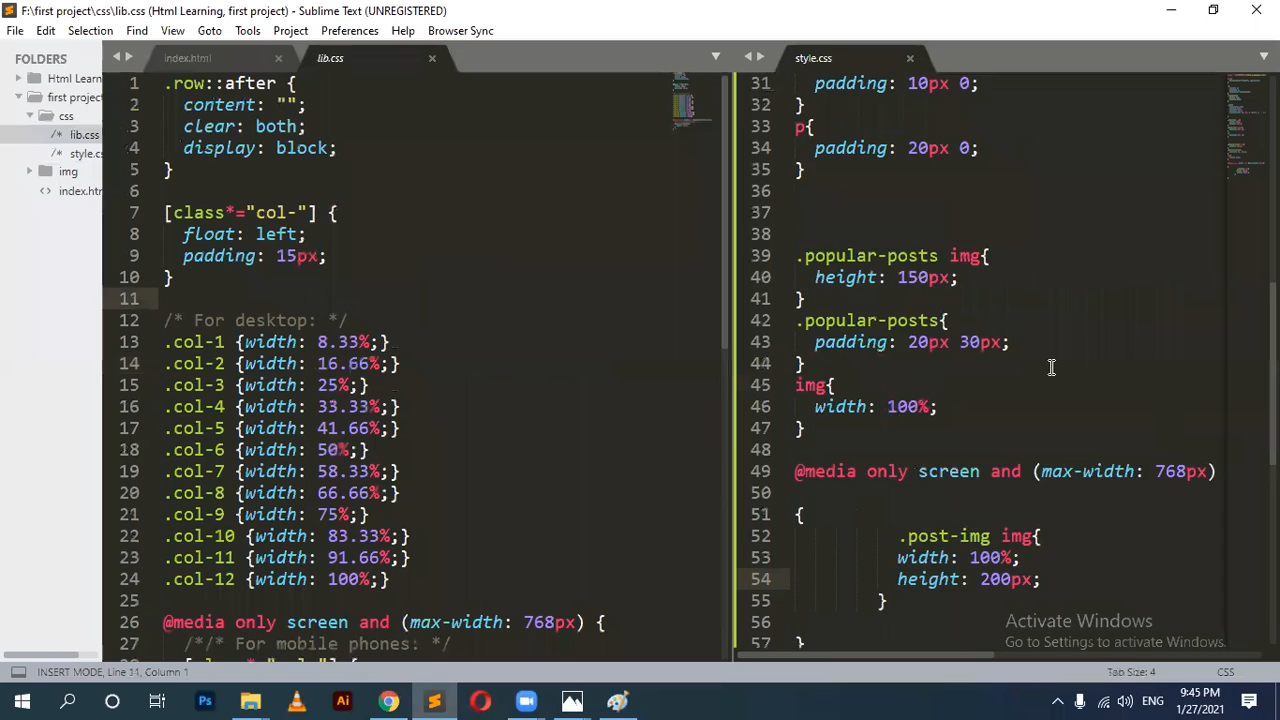 F:\first project\css\lib.css (Html Learning, first project) - Sublime Text (UNREGISTERED)
File Edit Selection Find View Goto Tools Project Preferences Help Browser Sync
FOLDERS
Html Learn
first project
css
/* lib.css
/* style.cs
img
<> index.htm
index.html
lib.css
1 .row::after {
2 content: "";
3 clear: both;
4 display: block;
5 }
6
7 [class*="col-"] {
8 float: left;
9 padding: 15px;
10 }
11
12 /* For desktop: */
13 .col-1 {width: 8.33%;}
14 .col-2 {width: 16.66%;}
15 .col-3 {width: 25%;}
16 .col-4 {width: 33.33%;}
17 .col-5 {width: 41.66%;}
18 .col-6 {width: 50%;}
19 .col-7 {width: 58.33%;}
20 .col-8 {width: 66.66%;}
21 .col-9 {width: 75%;}
22 .col-10 {width: 83.33%;}
23 .col-11 {width: 91.66%;}
24 .col-12 {width: 100%;}
25
26 @media only screen and (max-width: 768px) {
27 /*/* For mobile phones: */
style.css
31 padding: 10px 0;
32 }
33 p{
34 padding: 20px 0;
35 }
36
37
38
39 .popular-posts img{
40 height: 150px;
41 }
42 .popular-posts{
43 padding: 20px 30px;
44 }
45 img{
46 width: 100%;
47 }
48
49 @media only screen and (max-width: 768px)
50
51 {
52 .post-img img{
53 width: 100%;
54 height: 200px;
55 }
56
57 }
Activate Windows
Go to Settings to activate Windows.
INSERT MODE, Line 11, Column 1
Tab Size: 4
CSS
Ps
Ai
ENG
9:45 PM
1/27/2021